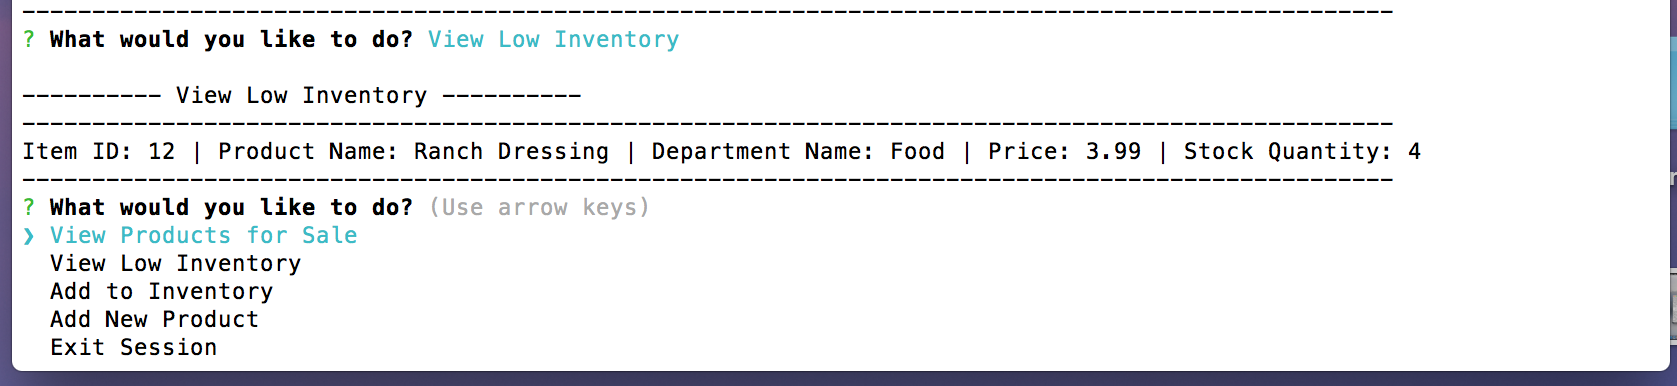 --------------------------------------------------------------------------------------------------
? What would you like to do? View Low Inventory
---------- View Low Inventory ----------
--------------------------------------------------------------------------------------------------
Item ID: 12 | Product Name: Ranch Dressing | Department Name: Food | Price: 3.99 | Stock Quantity: 4
--------------------------------------------------------------------------------------------------
? What would you like to do? (Use arrow keys)
❯ View Products for Sale
View Low Inventory
Add to Inventory
Add New Product
Exit Session